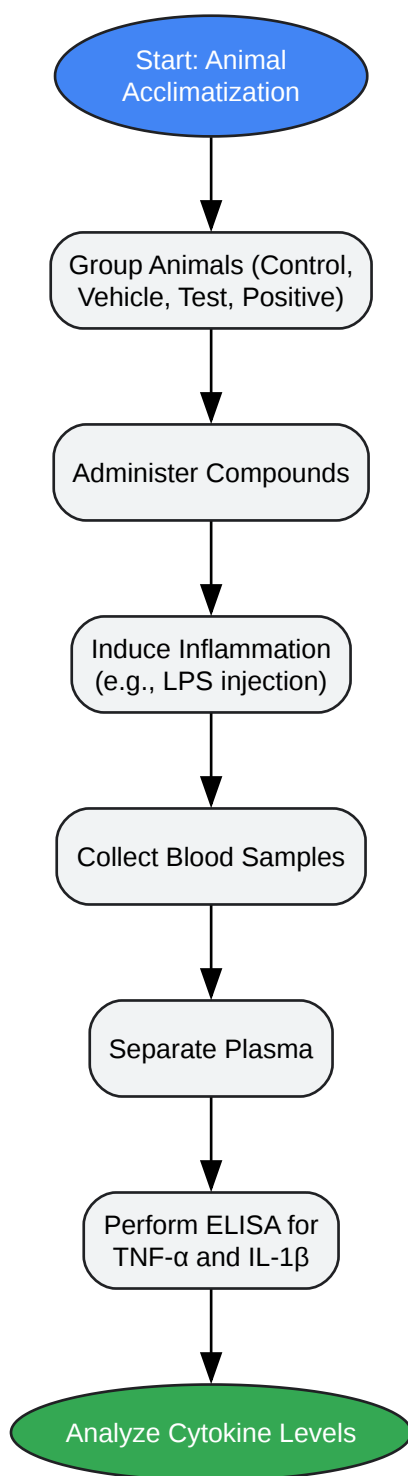 Start: Animal
Acclimatization
Group Animals (Control,
Vehicle, Test, Positive)
Administer Compounds
Induce Inflammation
(e.g., LPS injection)
Collect Blood Samples
Separate Plasma
Perform ELISA for
TNF-α and IL-1β
Analyze Cytokine Levels